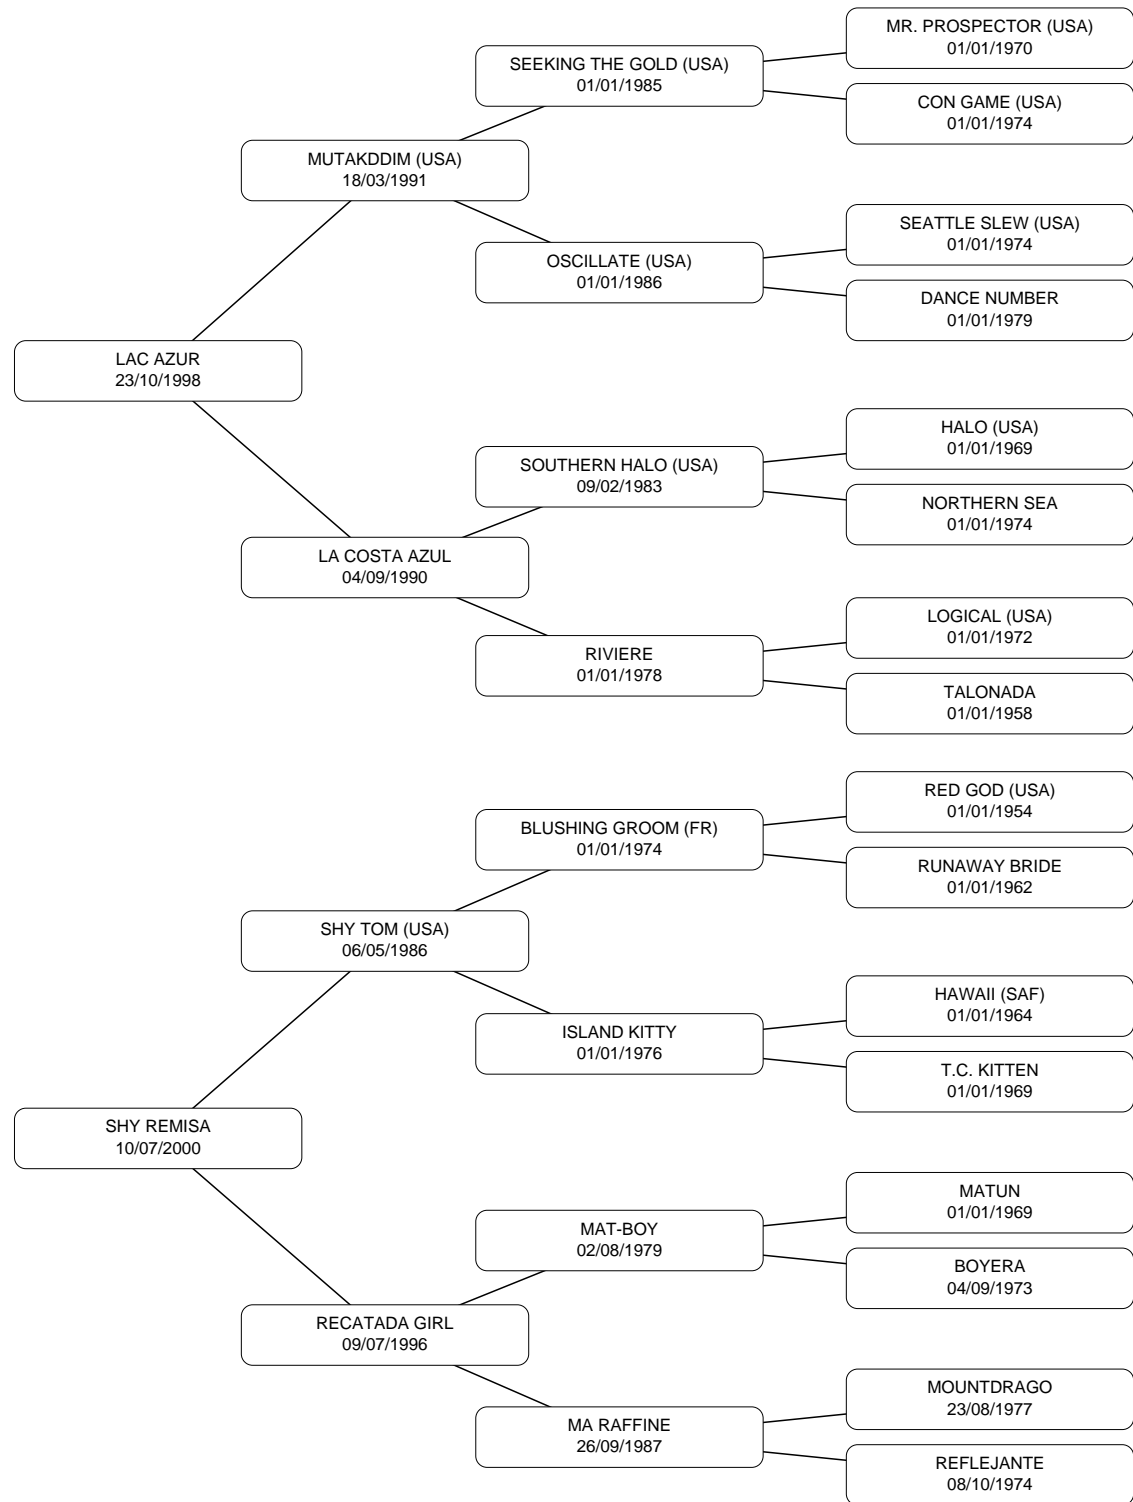 MR. PROSPECTOR (USA)
01/01/1970
SEEKING THE GOLD (USA)
01/01/1985
CON GAME (USA)
01/01/1974
MUTAKDDIM (USA)
18/03/1991
SEATTLE SLEW (USA)
01/01/1974
OSCILLATE (USA)
01/01/1986
DANCE NUMBER
01/01/1979
LAC AZUR
23/10/1998
HALO (USA)
01/01/1969
SOUTHERN HALO (USA)
09/02/1983
NORTHERN SEA
01/01/1974
LA COSTA AZUL
04/09/1990
LOGICAL (USA)
01/01/1972
RIVIERE
01/01/1978
TALONADA
01/01/1958
RED GOD (USA)
01/01/1954
BLUSHING GROOM (FR)
01/01/1974
RUNAWAY BRIDE
01/01/1962
SHY TOM (USA)
06/05/1986
HAWAII (SAF)
01/01/1964
ISLAND KITTY
01/01/1976
T.C. KITTEN
01/01/1969
SHY REMISA
10/07/2000
MATUN
01/01/1969
MAT-BOY
02/08/1979
BOYERA
04/09/1973
RECATADA GIRL
09/07/1996
MOUNTDRAGO
23/08/1977
MA RAFFINE
26/09/1987
REFLEJANTE
08/10/1974